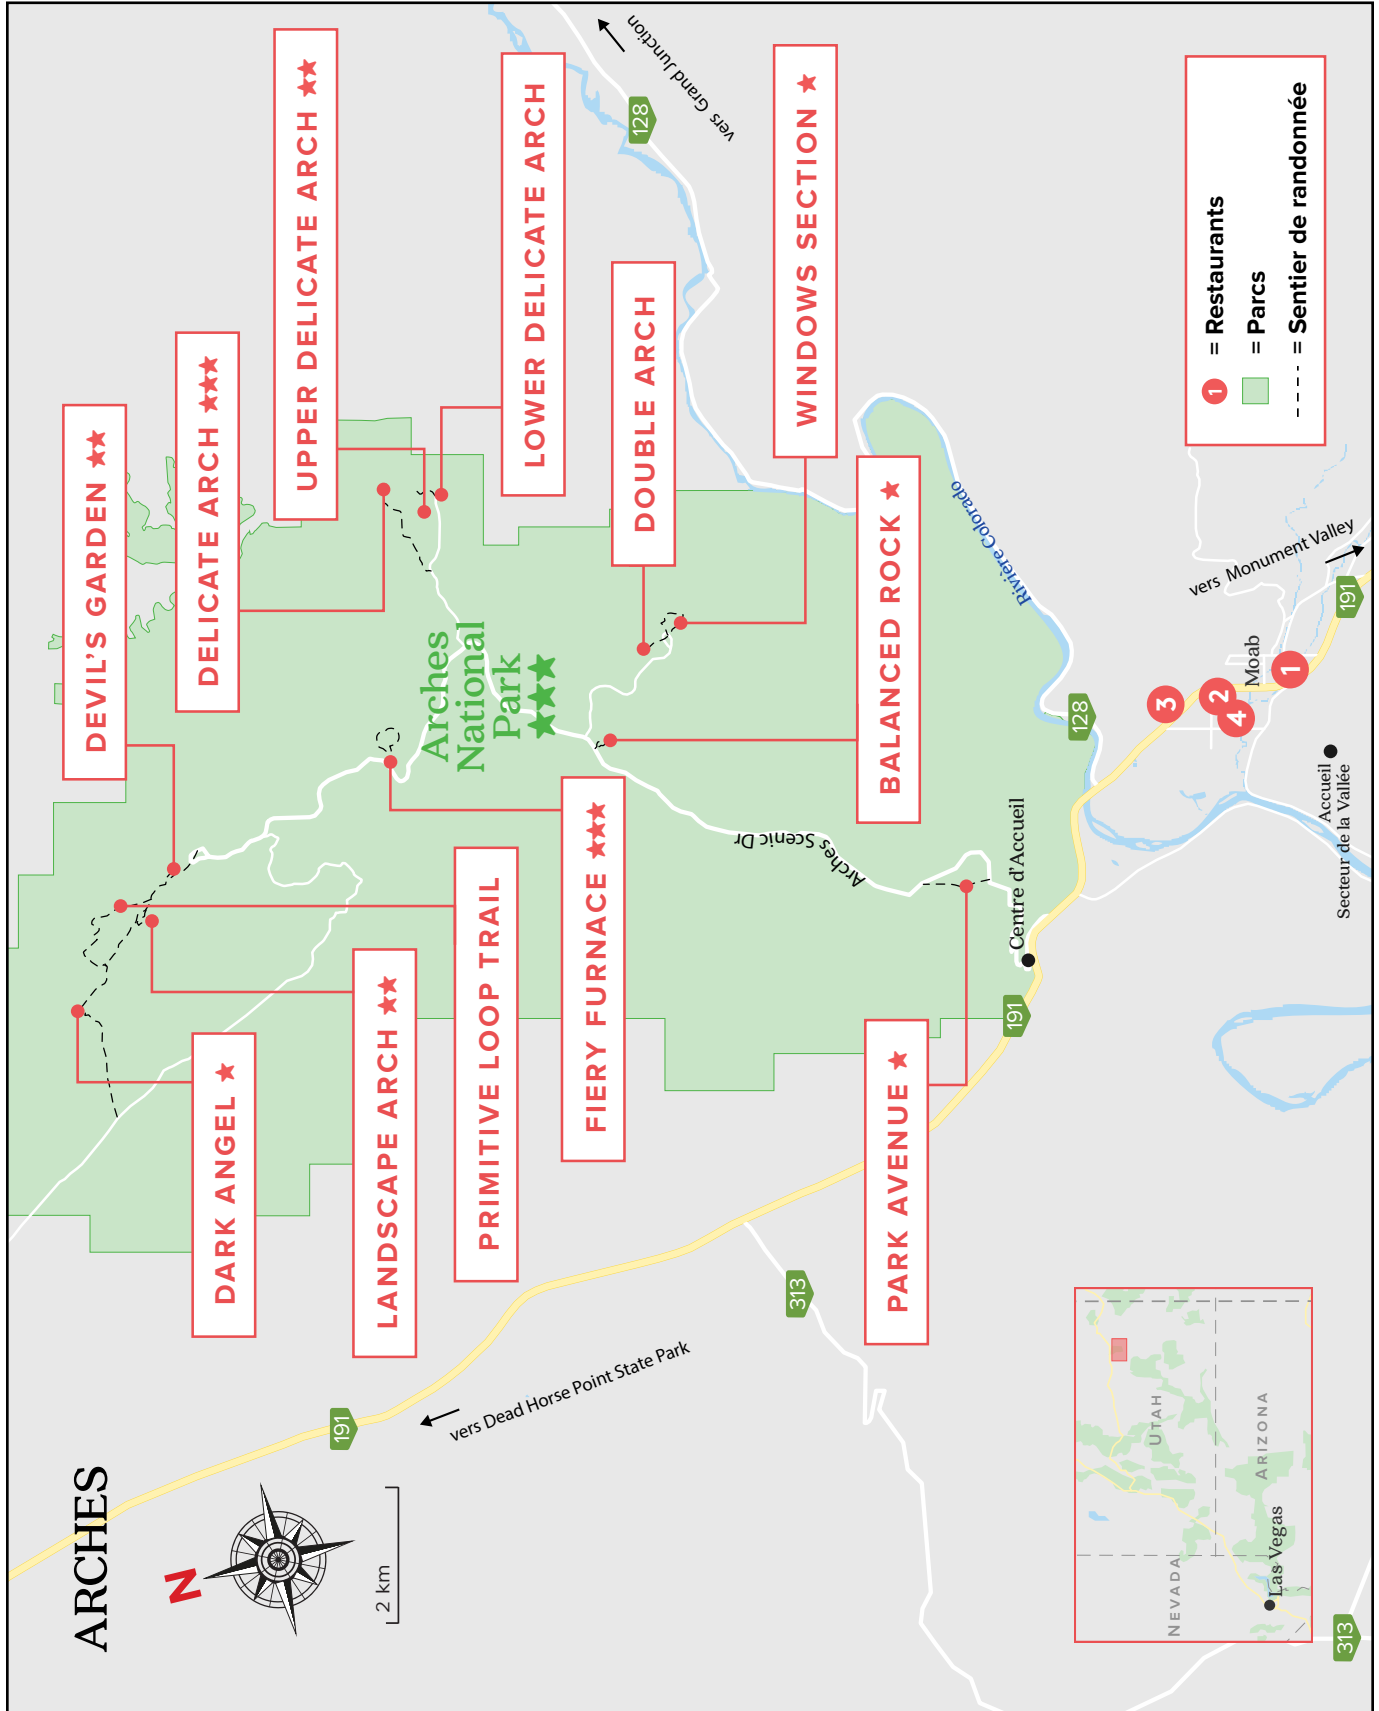 ARCHES
N
2 km
191
vers Dead Horse Point State Park
DEVIL'S GARDEN ★★
DELICATE ARCH ★★★
UPPER DELICATE ARCH ★★
LOWER DELICATE ARCH
DARK ANGEL ★
LANDSCAPE ARCH ★★
PRIMITIVE LOOP TRAIL
FIERY FURNACE ★★★
Arches
National
Park
★★★
DOUBLE ARCH
WINDOWS SECTION ★
BALANCED ROCK ★
PARK AVENUE ★
128
vers Grand Junction
Arches Scenic Dr
Rivière Colorado
313
191
Centre d'Accueil
128
3
2
4
1
Moab
vers Monument Valley
191
Accueil
Secteur de la Vallée
1 = Restaurants
= Parcs
= Sentier de randonnée
UTAH
NEVADA
ARIZONA
Las Vegas
313